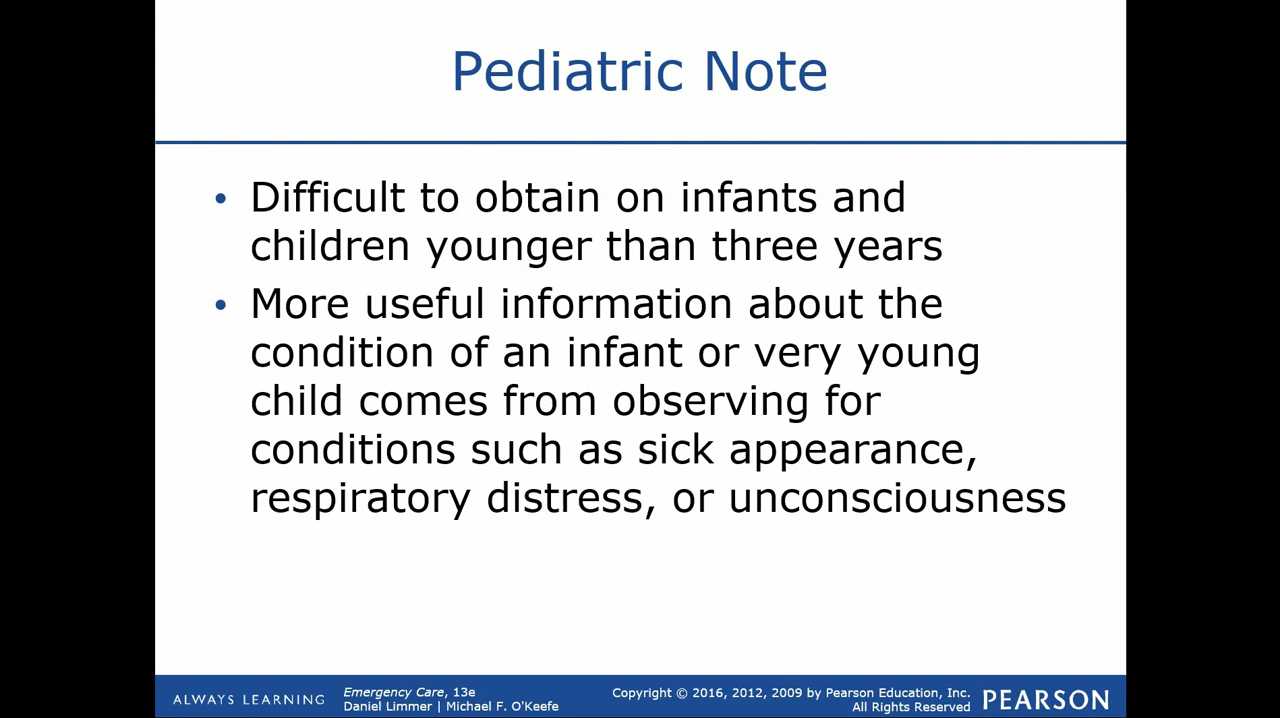 Pediatric Note
• Difficult to obtain on infants and
children younger than three years
• More useful information about the
condition of an infant or very young
child comes from observing for
conditions such as sick appearance,
respiratory distress, or unconsciousness
ALWAYS LEARNING
Emergency Care, 13e
Daniel Limmer | Michael F. O'Keefe
Copyright © 2016, 2012, 2009 by Pearson Education, Inc.
All Rights Reserved
PEARSON